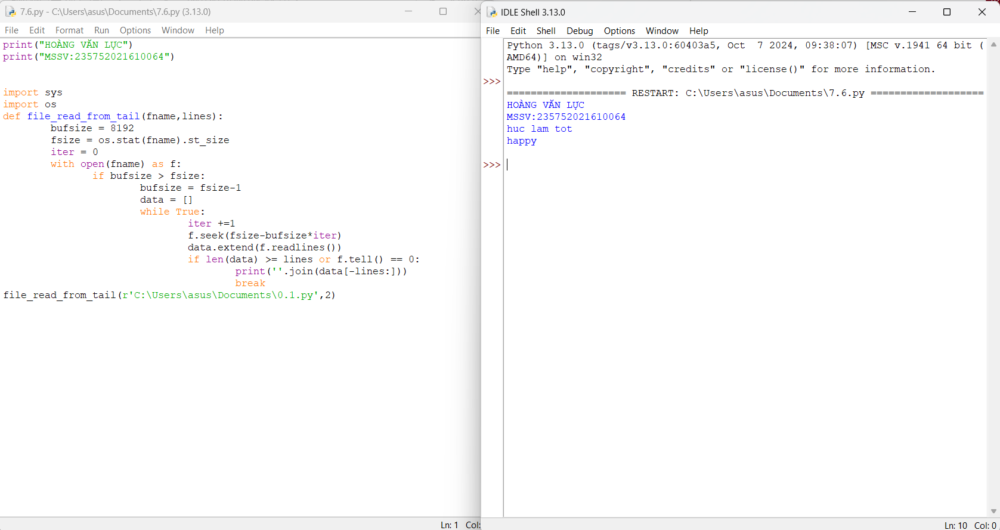 7.6.py - C:\Users\asus\Documents\7.6.py (3.13.0)
File Edit Format Run Options Window Help
print("HOÀNG VĂN LỰC")
print("MSSV:235752021610064")
import sys
import os
def file_read_from_tail(fname,lines):
        bufsize = 8192
        fsize = os.stat(fname).st_size
        iter = 0
        with open(fname) as f:
               if bufsize > fsize:
                       bufsize = fsize-1
                       data = []
                       while True:
                               iter +=1
                               f.seek(fsize-bufsize*iter)
                               data.extend(f.readlines())
                               if len(data) >= lines or f.tell() == 0:
                                       print(''.join(data[-lines:]))
                                       break
file_read_from_tail(r'C:\Users\asus\Documents\0.1.py',2)
Ln: 1 Col:
IDLE Shell 3.13.0
File Edit Shell Debug Options Window Help
Python 3.13.0 (tags/v3.13.0:60403a5, Oct  7 2024, 09:38:07) [MSC v.1941 64 bit (
AMD64)] on win32
Type "help", "copyright", "credits" or "license()" for more information.
>>>
==================== RESTART: C:\Users\asus\Documents\7.6.py ===================
HOÀNG VĂN LỰC
MSSV:235752021610064
huc lam tot
happy
>>>
Ln: 10 Col: 0